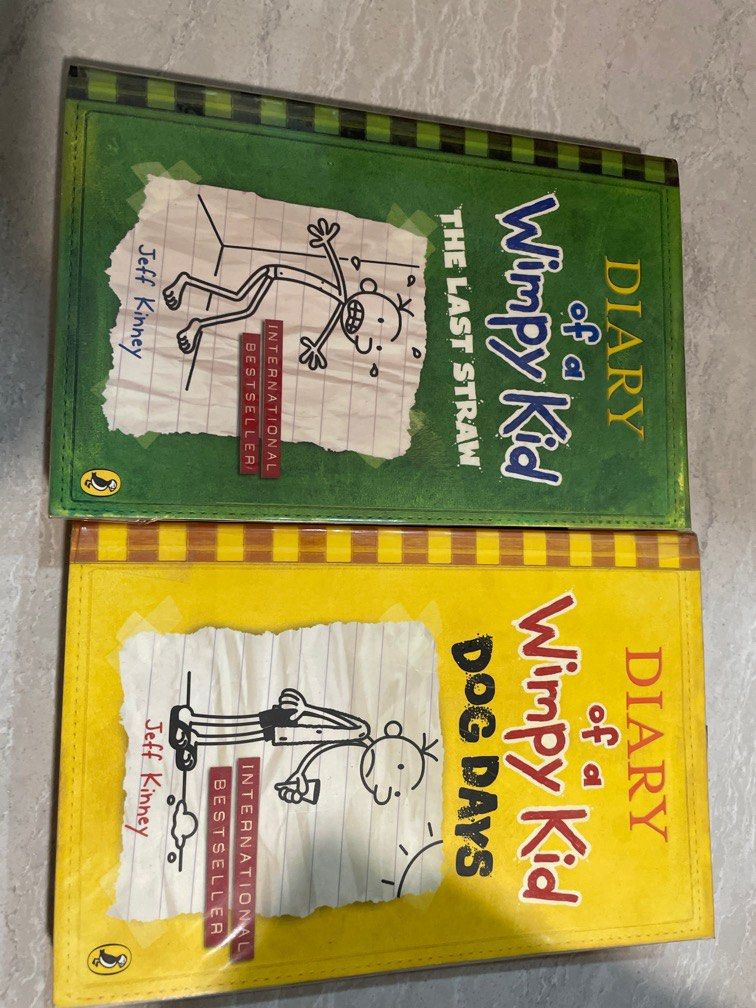 DIARY
of a
Wimpy Kid
THE LAST STRAW
INTERNATIONAL
BESTSELLER!
Jeff Kinney
DIARY
of a
Wimpy Kid
DOG DAYS
INTERNATIONAL
BESTSELLER
Jeff Kinney